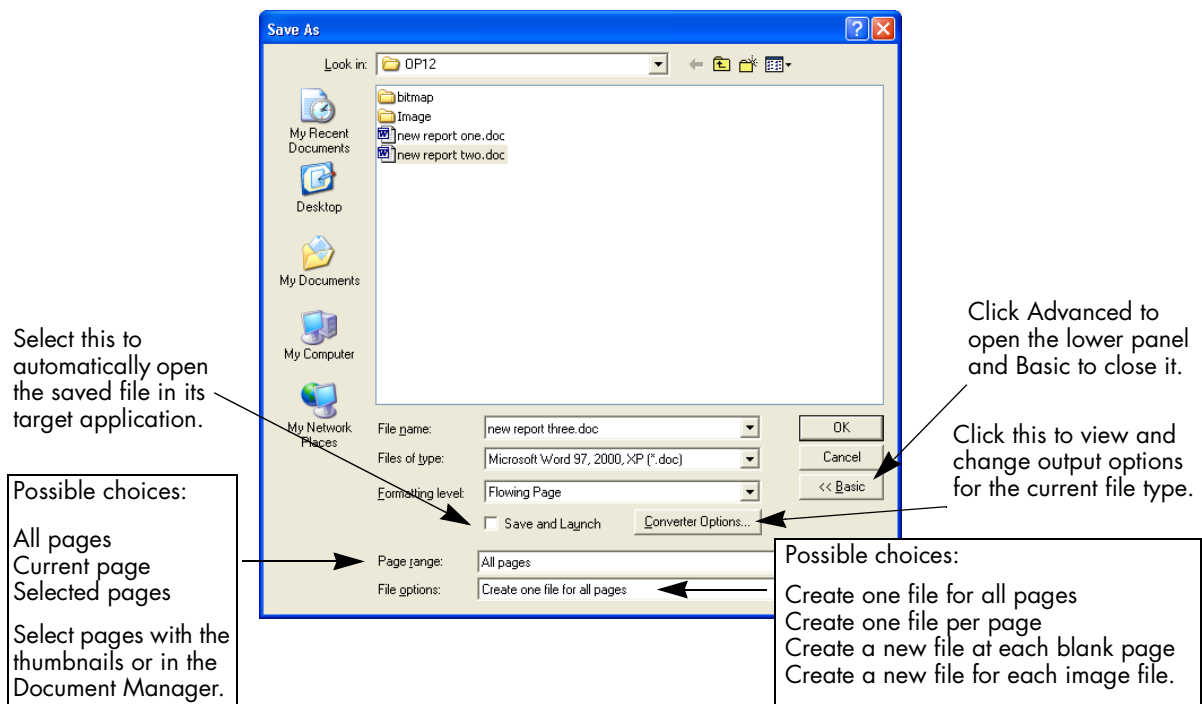 Save As
Look in:
OP12
bitmap
Image
new report one.doc
new report two.doc
My Recent
Documents
Desktop
My Documents
My Computer
My Network
Places
File name:
new report three.doc
OK
Files of type:
Microsoft Word 97, 2000, XP (*.doc)
Cancel
Formatting level:
Flowing Page
<< Basic
Save and Launch
Converter Options...
Page range:
All pages
File options:
Create one file for all pages
Select this to
automatically open
the saved file in its
target application.
Possible choices:
All pages
Current page
Selected pages
Select pages with the
thumbnails or in the
Document Manager.
Click Advanced to
open the lower panel
and Basic to close it.
Click this to view and
change output options
for the current file type.
Possible choices:
Create one file for all pages
Create one file per page
Create a new file at each blank page
Create a new file for each image file.